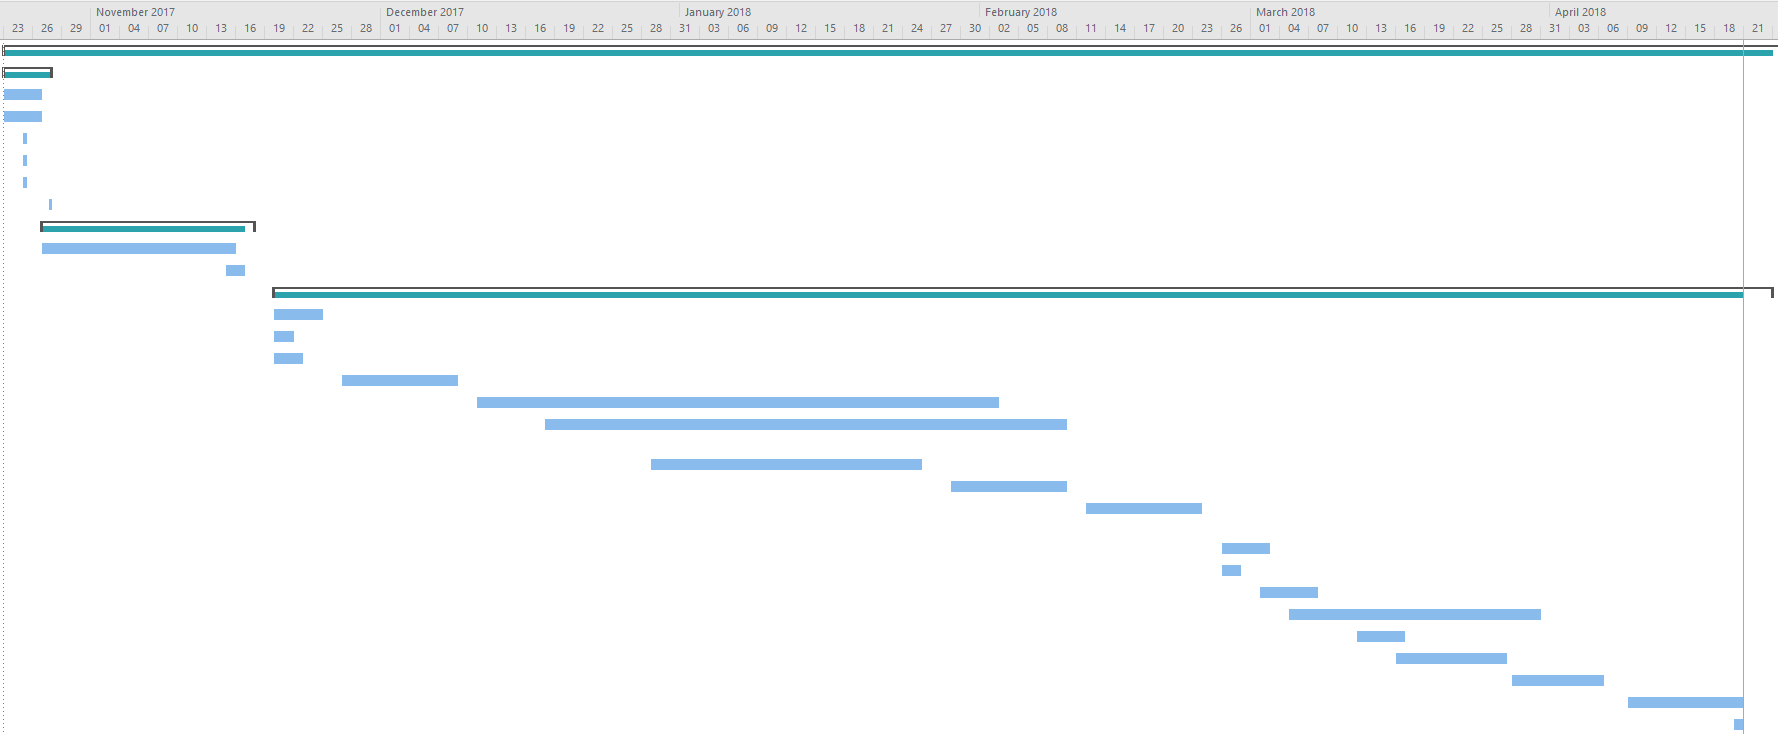 November 2017 December 2017 January 2018 February 2018 March 2018 April 2018
23 26 29 01 04 07 10 13 16 19 22 25 28 01 04 07 10 13 16 19 22 25 28 31 03 06 09 12 15 18 21 24 27 30 02 05 08 11 14 17 20 23 26 01 04 07 10 13 16 19 22 25 28 31 03 06 09 12 15 18 21